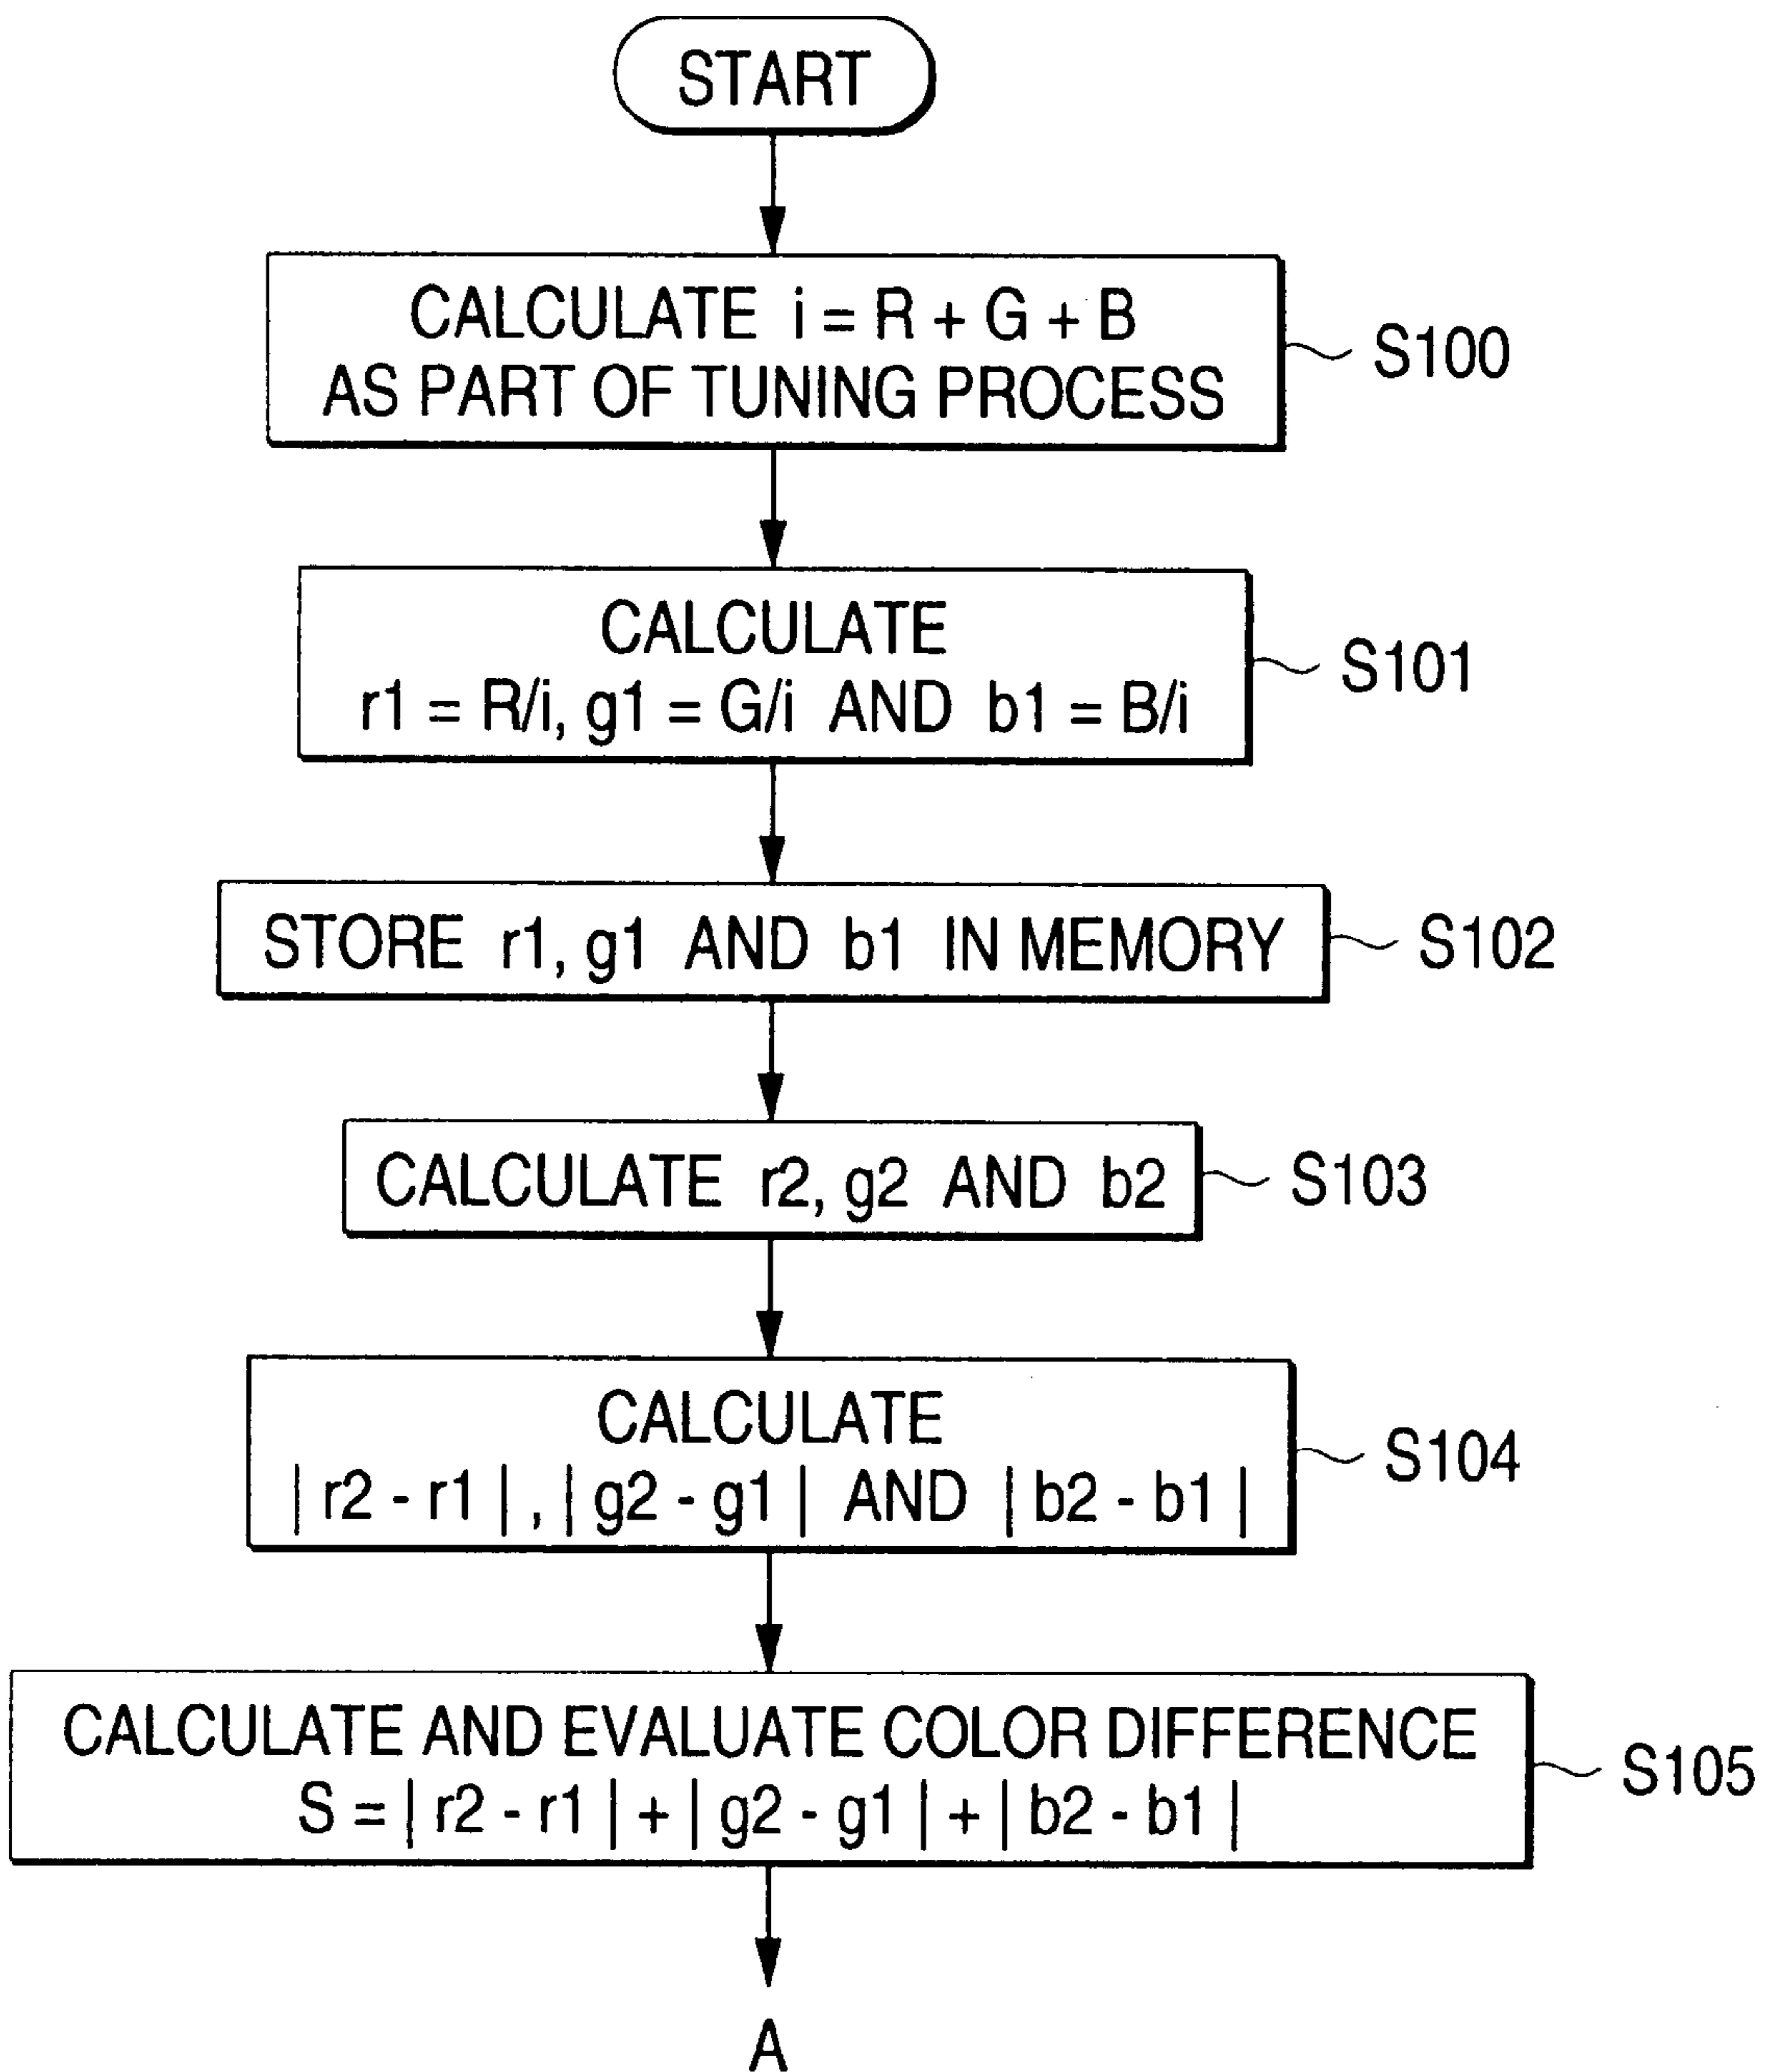 START
CALCULATE i = R + G + B
AS PART OF TUNING PROCESS
S100
CALCULATE
r1 = R/i, g1 = G/i AND b1 = B/i
S101
STORE r1, g1 AND b1 IN MEMORY
S102
CALCULATE r2, g2 AND b2
S103
CALCULATE
| r2 - r1 | , | g2 - g1 | AND | b2 - b1 |
S104
CALCULATE AND EVALUATE COLOR DIFFERENCE
S = | r2 - r1 | + | g2 - g1 | + | b2 - b1 |
S105
A